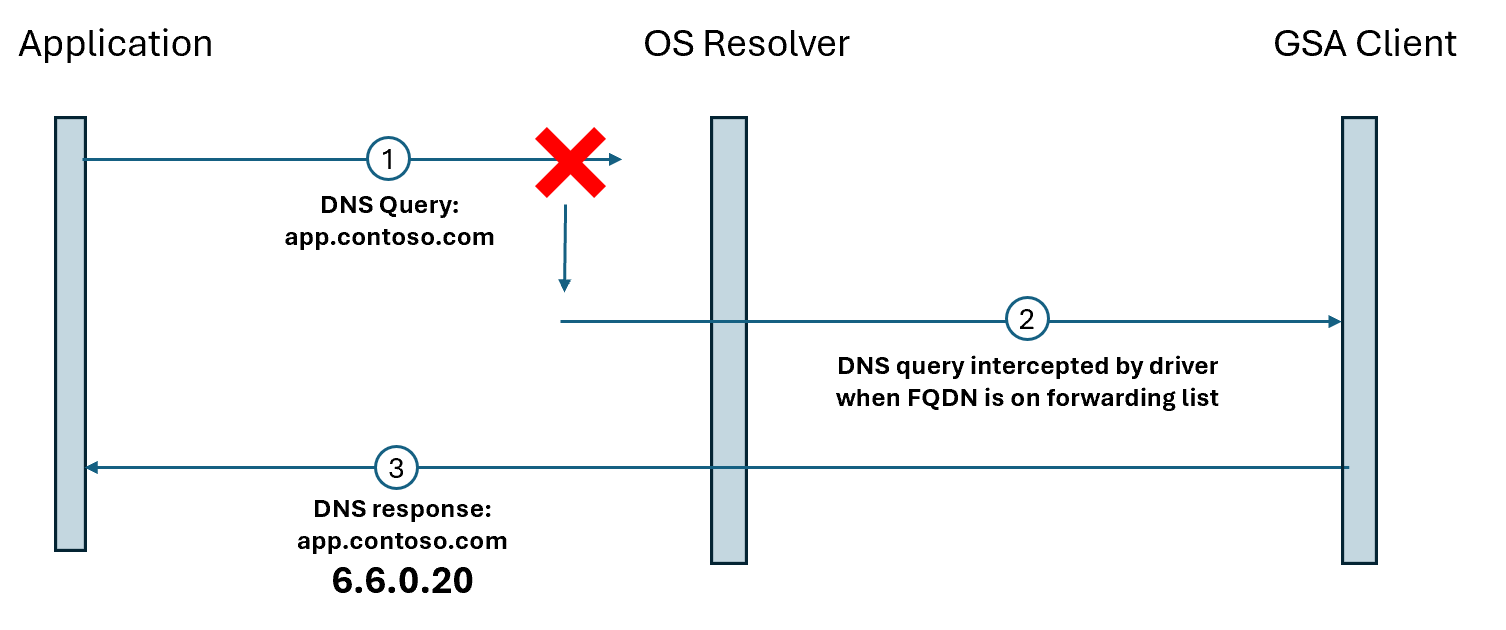 Application
OS Resolver
GSA Client
1
DNS Query:
app.contoso.com
2
DNS query intercepted by driver
when FQDN is on forwarding list
3
DNS response:
app.contoso.com
6.6.0.20